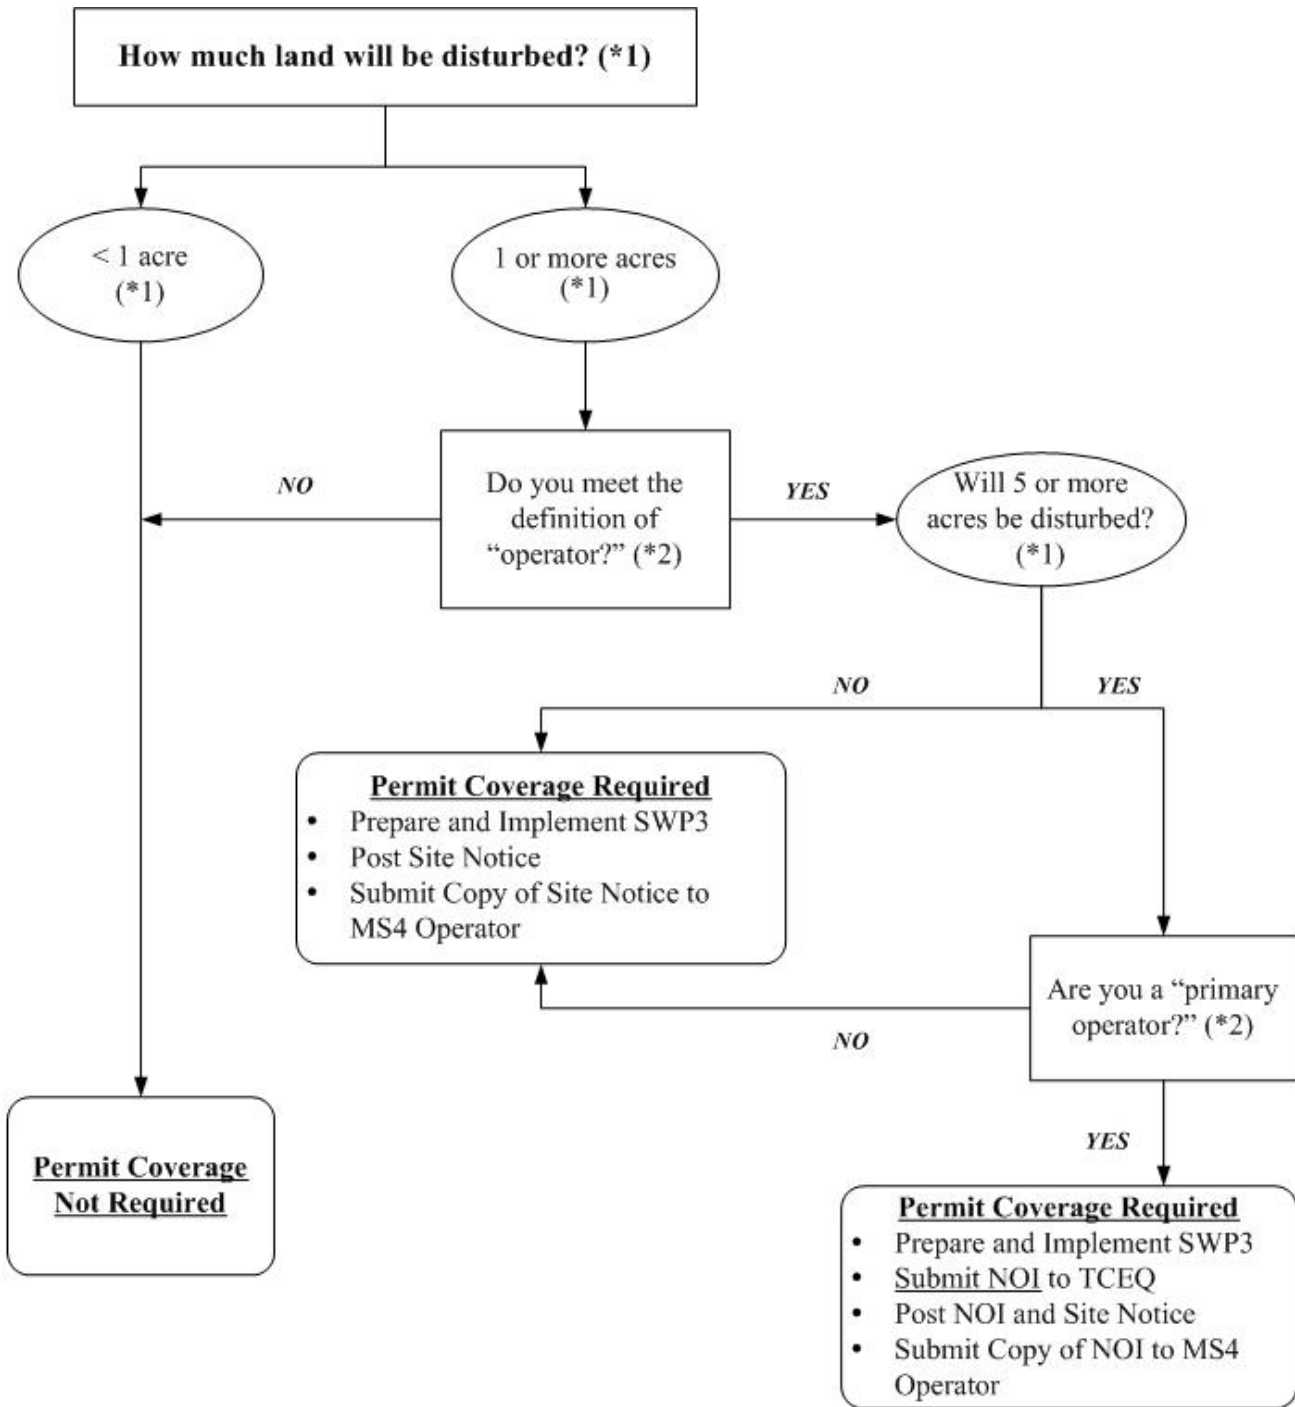 How much land will be disturbed? (*1)
< 1 acre
(*1)
1 or more acres
(*1)
NO
Do you meet the
definition of
“operator?” (*2)
YES
Will 5 or more
acres be disturbed?
(*1)
NO
YES
Permit Coverage Required
• Prepare and Implement SWP3
• Post Site Notice
• Submit Copy of Site Notice to
MS4 Operator
Are you a “primary
operator?” (*2)
NO
YES
Permit Coverage
Not Required
Permit Coverage Required
• Prepare and Implement SWP3
• Submit NOI to TCEQ
• Post NOI and Site Notice
• Submit Copy of NOI to MS4
Operator